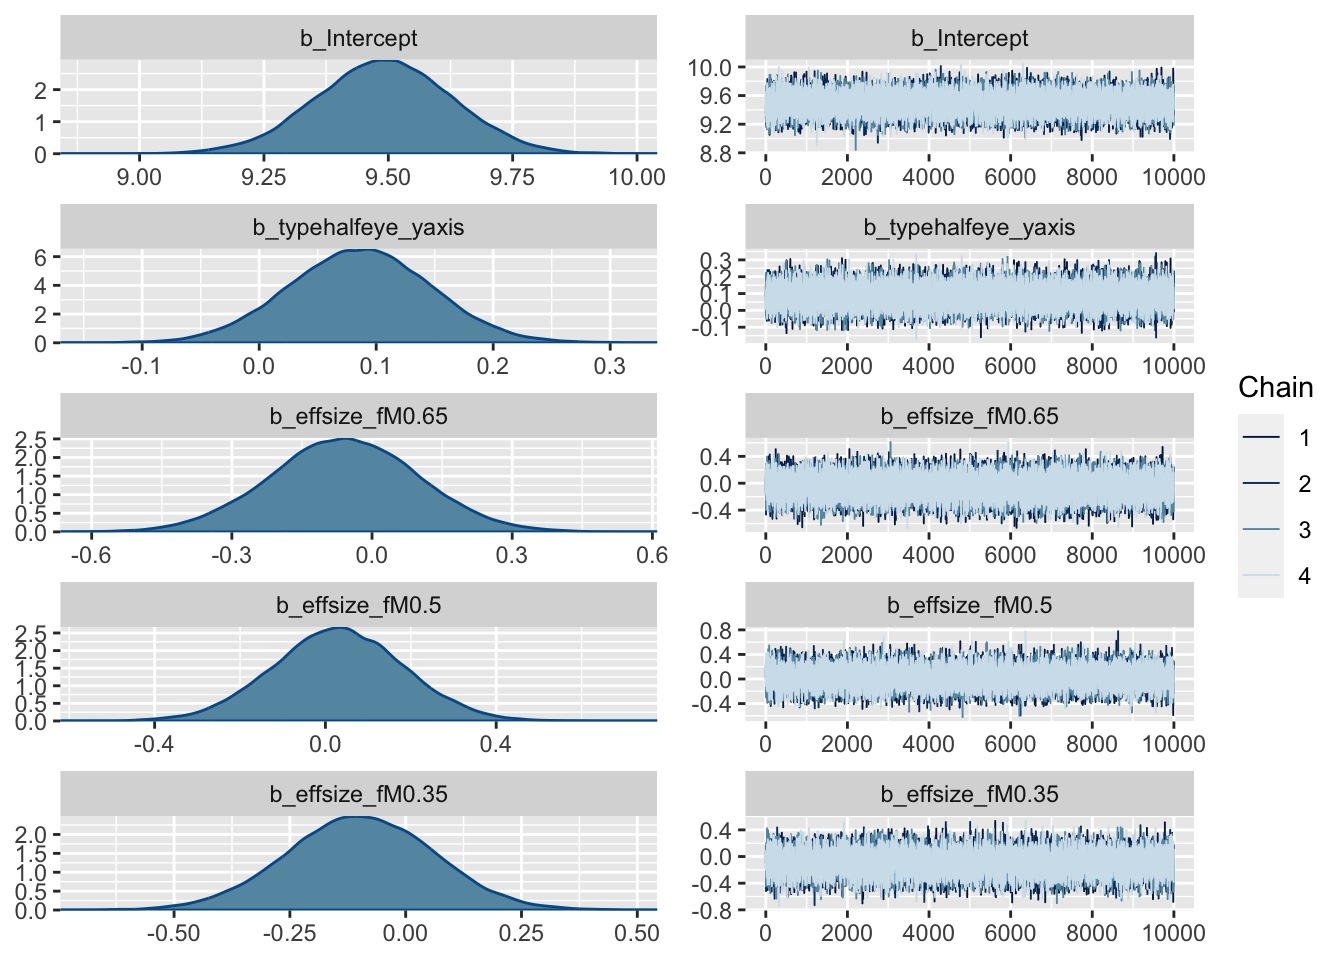 b_Intercept
2
1
0
9.00 9.25 9.50 9.75 10.00
b_Intercept
10.0
9.6
9.2
8.8
0 2000 4000 6000 8000 10000
b_typehalfeye_yaxis
6
4
2
0
-0.1 0.0 0.1 0.2 0.3
b_typehalfeye_yaxis
0.3
0.2
0.1
0.0
-0.1
0 2000 4000 6000 8000 10000
b_effsize_fM0.65
2.5
2.0
1.5
1.0
0.5
0.0
-0.6 -0.3 0.0 0.3 0.6
b_effsize_fM0.65
0.4
0.0
-0.4
0 2000 4000 6000 8000 10000
b_effsize_fM0.5
2.5
2.0
1.5
1.0
0.5
0.0
-0.4 0.0 0.4
b_effsize_fM0.5
0.8
0.4
0.0
-0.4
0 2000 4000 6000 8000 10000
b_effsize_fM0.35
2.0
1.5
1.0
0.5
0.0
-0.50 -0.25 0.00 0.25 0.50
b_effsize_fM0.35
0.4
0.0
-0.4
-0.8
0 2000 4000 6000 8000 10000
Chain
1
2
3
4